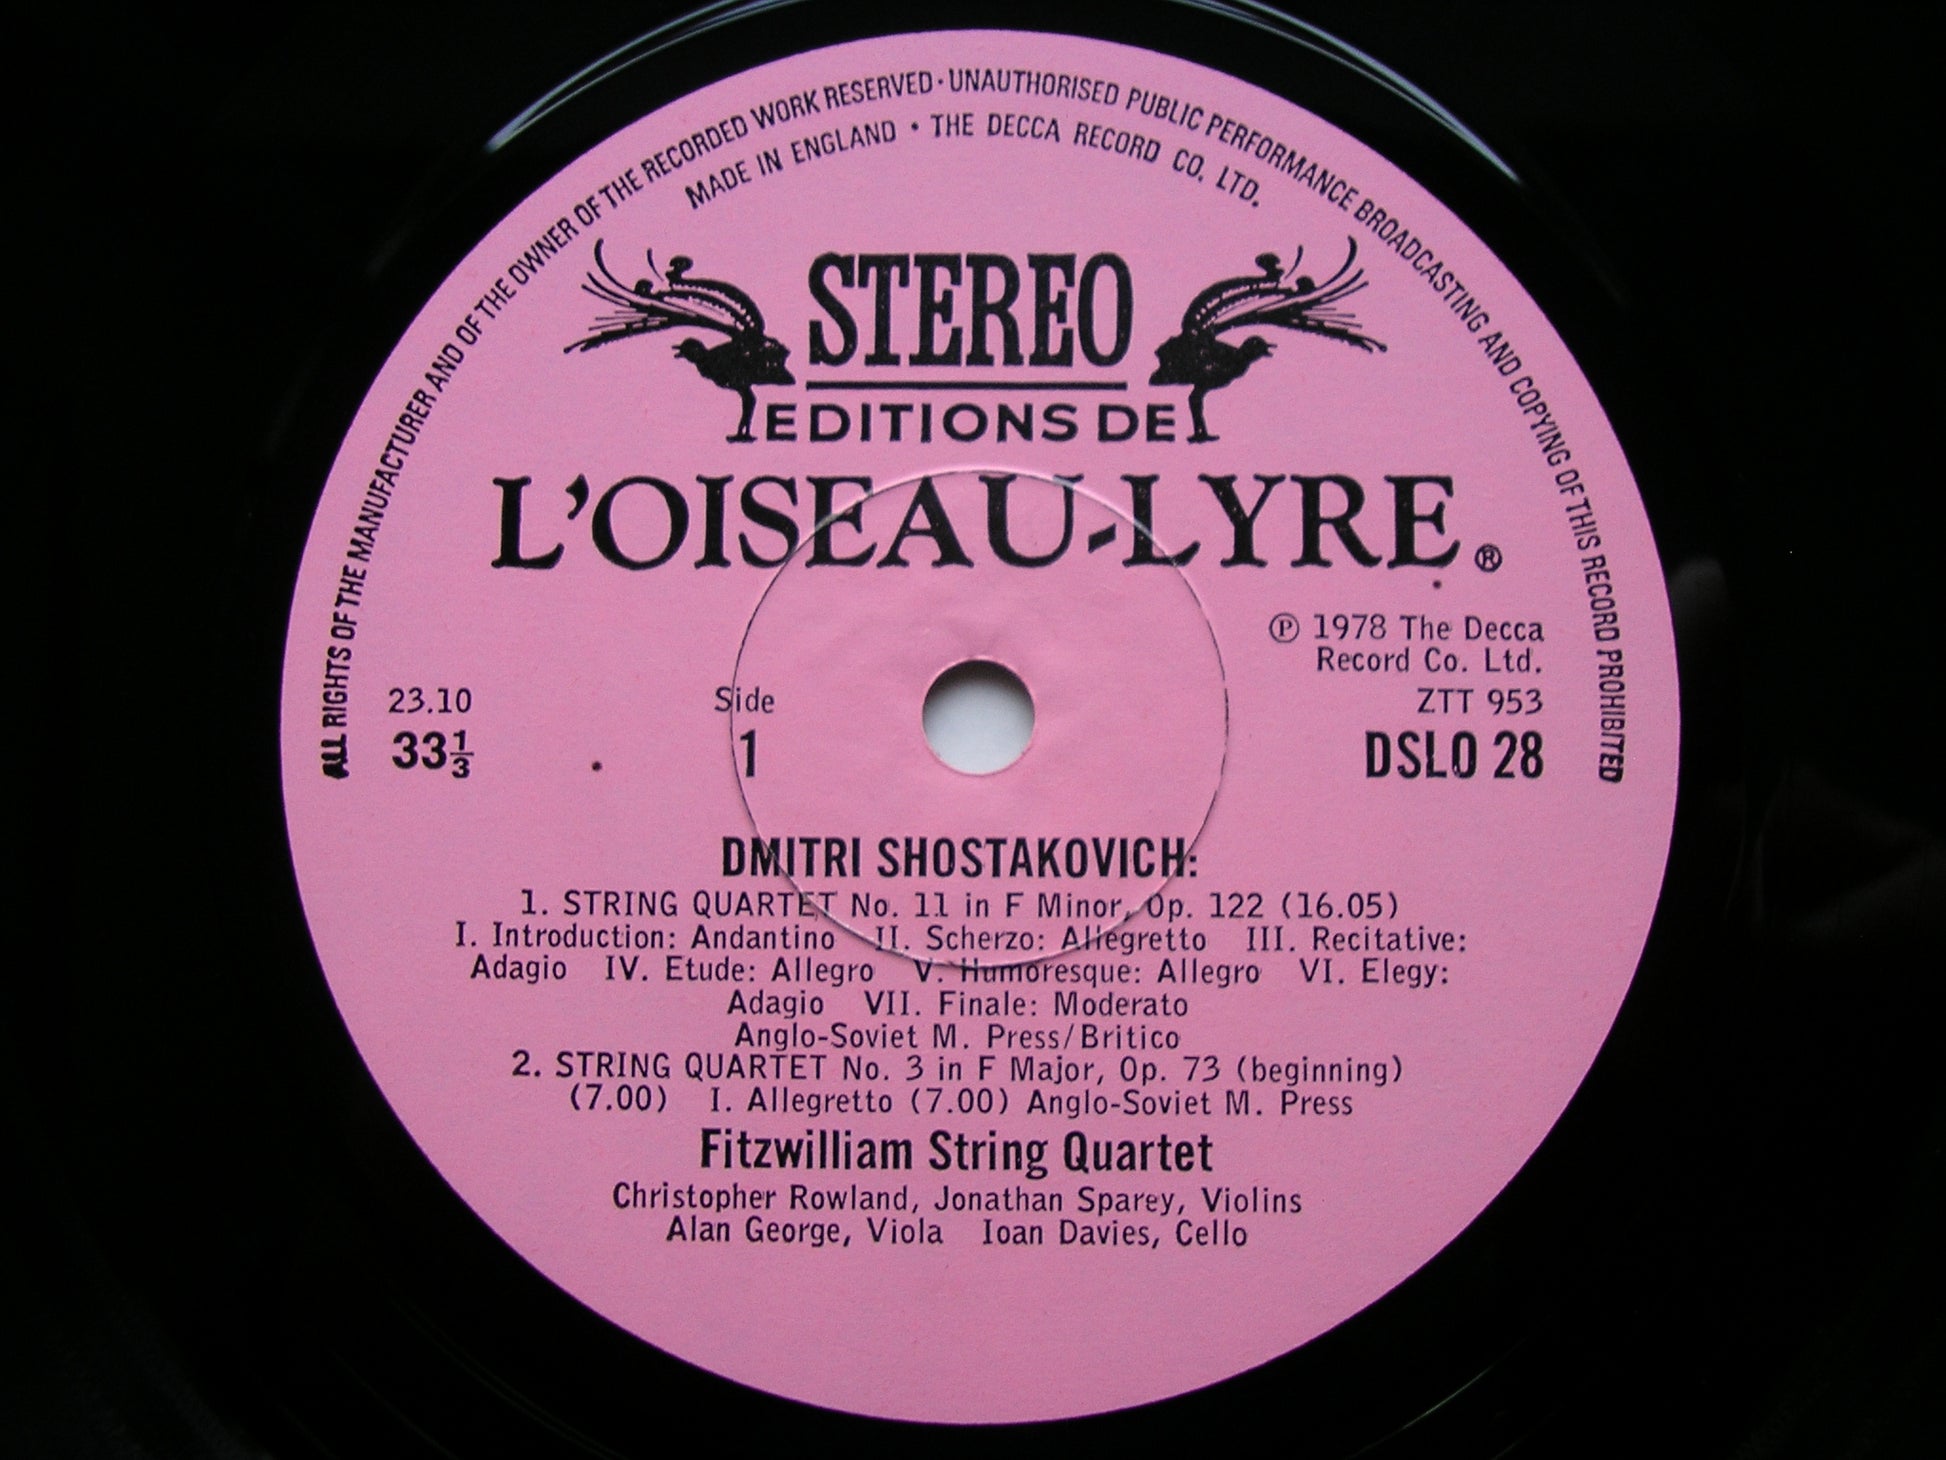 ALL RIGHTS OF THE MANUFACTURER AND OF THE OWNER OF THE RECORDED WORK RESERVED · UNAUTHORISED PUBLIC PERFORMANCE BROADCASTING AND COPYING OF THIS RECORD PROHIBITED
MADE IN ENGLAND • THE DECCA RECORD CO. LTD.
STEREO
EDITIONS DE
L'OISEAU-LYRE ®
Ⓟ 1978 The Decca
Record Co. Ltd.
23.10 Side ZTT 953
33⅓ 1 DSLO 28
DMITRI SHOSTAKOVICH:
1. STRING QUARTET No. 11 in F Minor, Op. 122 (16.05)
I. Introduction: Andantino II. Scherzo: Allegretto III. Recitative:
Adagio IV. Etude: Allegro V. Humoresque: Allegro VI. Elegy:
Adagio VII. Finale: Moderato
Anglo-Soviet M. Press/Britico
2. STRING QUARTET No. 3 in F Major, Op. 73 (beginning)
(7.00) I. Allegretto (7.00) Anglo-Soviet M. Press
Fitzwilliam String Quartet
Christopher Rowland, Jonathan Sparey, Violins
Alan George, Viola Ioan Davies, Cello